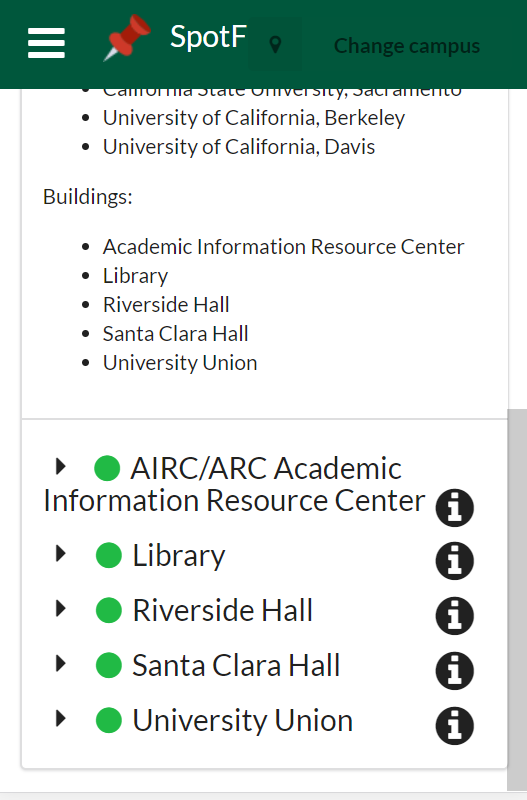 SpotF
Change campus
California State University, Sacramento
University of California, Berkeley
University of California, Davis
Buildings:
Academic Information Resource Center
Library
Riverside Hall
Santa Clara Hall
University Union
AIRC/ARC Academic
Information Resource Center
Library
Riverside Hall
Santa Clara Hall
University Union